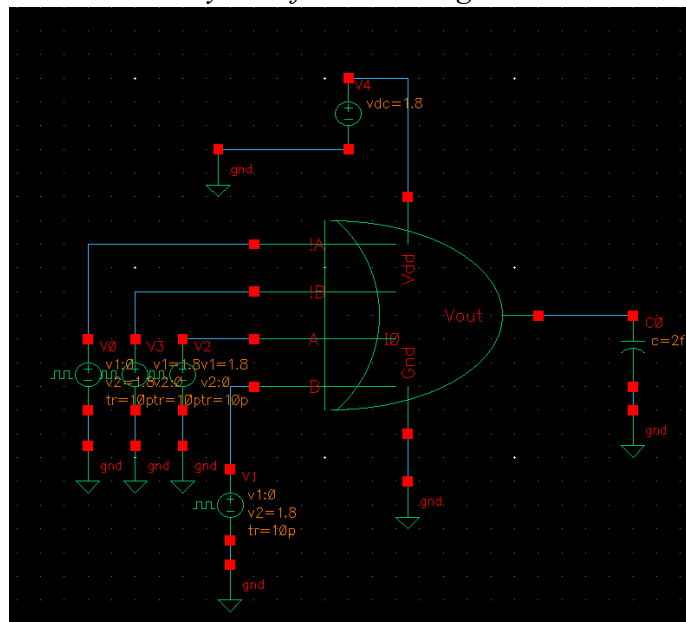 V4
vdc=1.8
gnd
!A
Vdd
!B
Vout
A
I0
Gnd
B
C0
c=2f
gnd
V0
V3
V2
v1:0
v1=1.8
v1=1.8
v2=1.8
v2:0
v2:0
tr=10p
tr=10p
tr=10p
gnd
gnd
gnd
V1
v1:0
v2=1.8
tr=10p
gnd
gnd